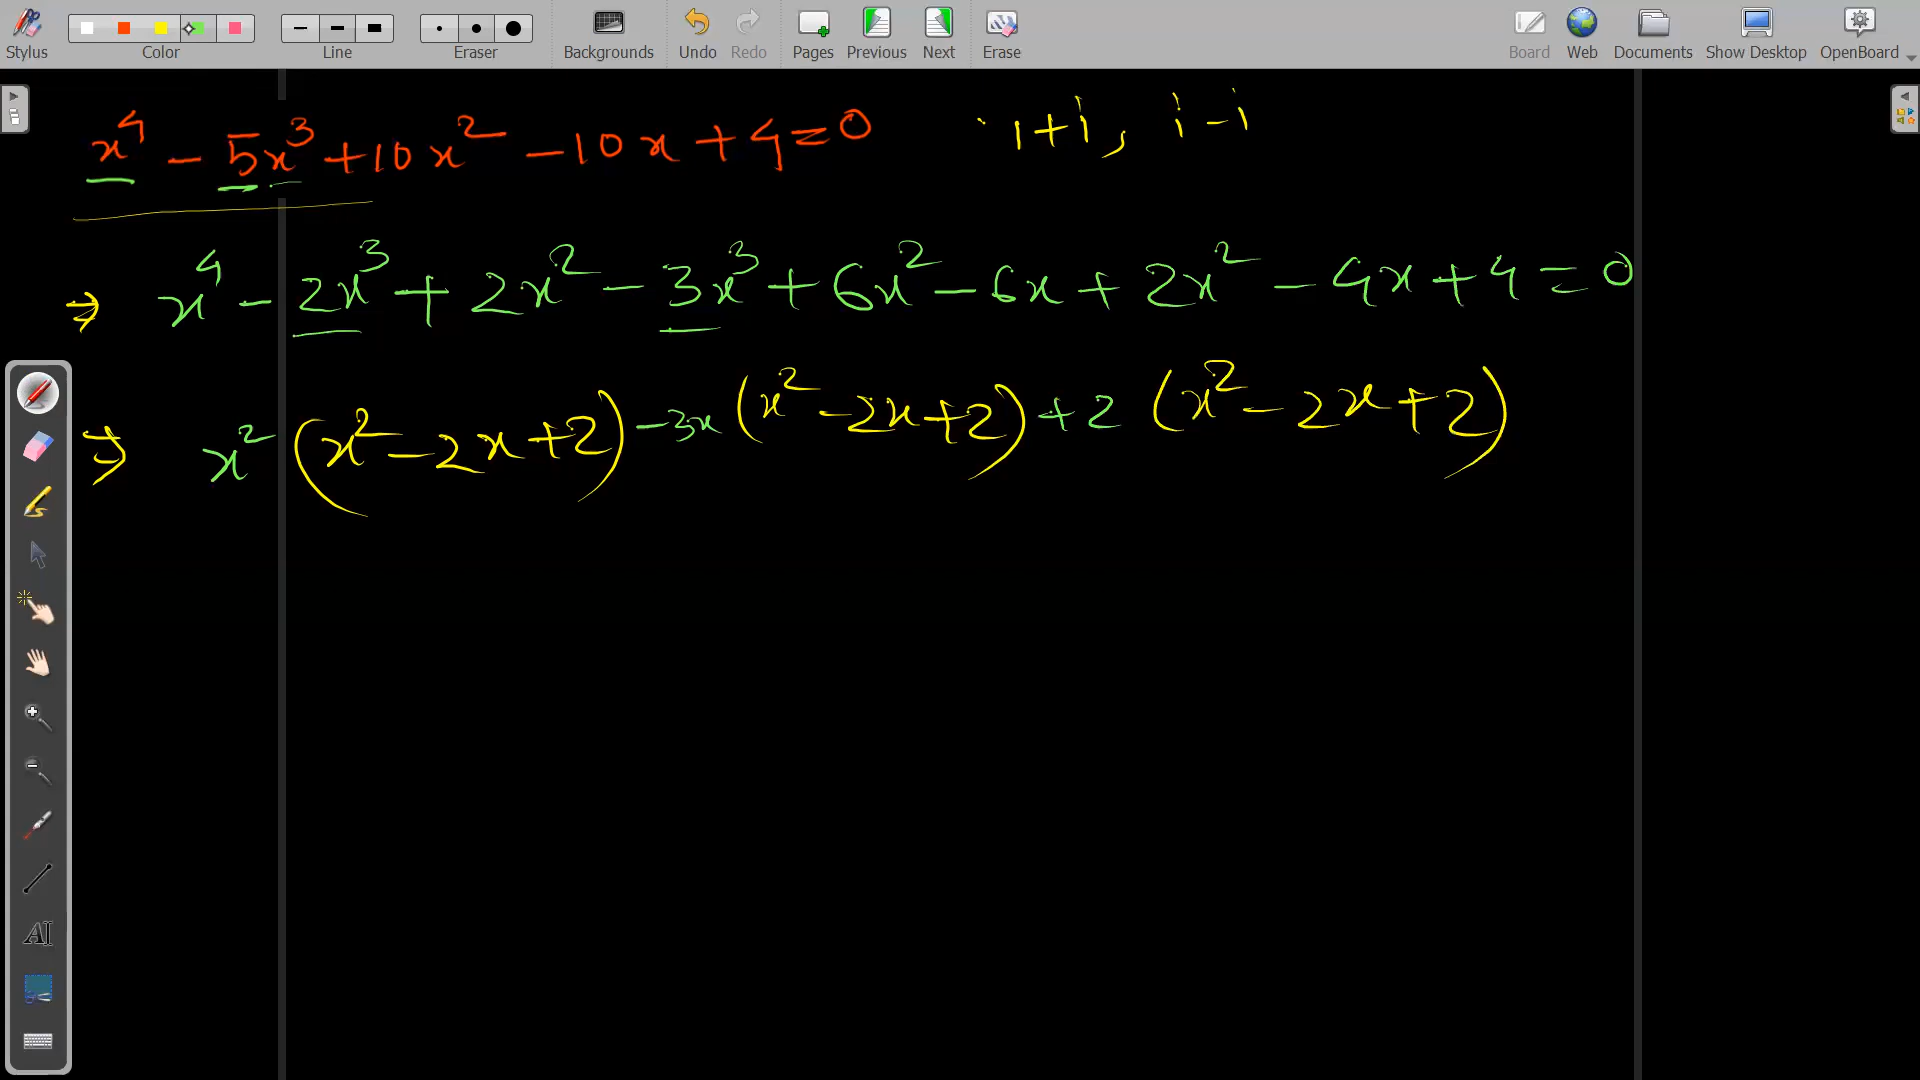 Stylus Color Line Eraser Backgrounds Undo Redo Pages Previous Next Erase Board Web Documents Show Desktop OpenBoard
x⁴ - 5x³ + 10x² - 10x + 4 = 0 1+i, i-i
⇒ x⁴ - 2x³ + 2x² - 3x³ + 6x² - 6x + 2x² - 4x + 4 = 0
⇒ x² (x² - 2x + 2) - 3x (x² - 2x + 2) + 2 (x² - 2x + 2)